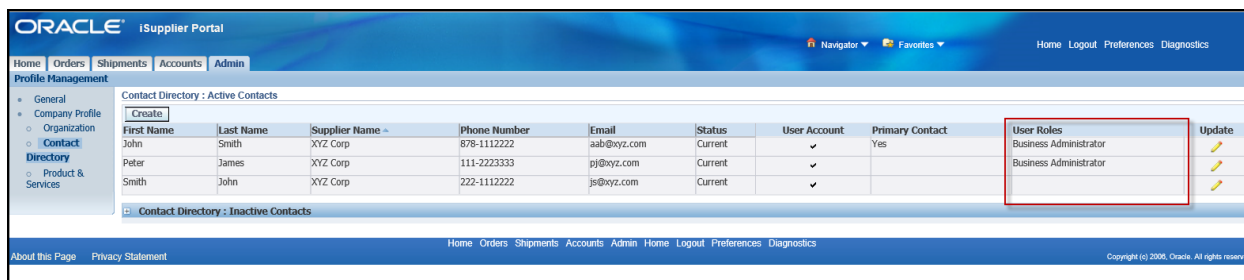 ORACLE iSupplier Portal
Navigator Favorites Home Logout Preferences Diagnostics
Home Orders Shipments Accounts Admin
Profile Management
General
Company Profile
Organization
Contact
Directory
Product &
Services
Contact Directory : Active Contacts
Create
First Name Last Name Supplier Name Phone Number Email Status User Account Primary Contact User Roles Update
John Smith XYZ Corp 878-1112222 aab@xyz.com Current Yes Business Administrator
Peter James XYZ Corp 111-2223333 pj@xyz.com Current Business Administrator
Smith John XYZ Corp 222-1112222 js@xyz.com Current
Contact Directory : Inactive Contacts
Home Orders Shipments Accounts Admin Home Logout Preferences Diagnostics
About this Page Privacy Statement Copyright (c) 2006, Oracle. All rights reserv